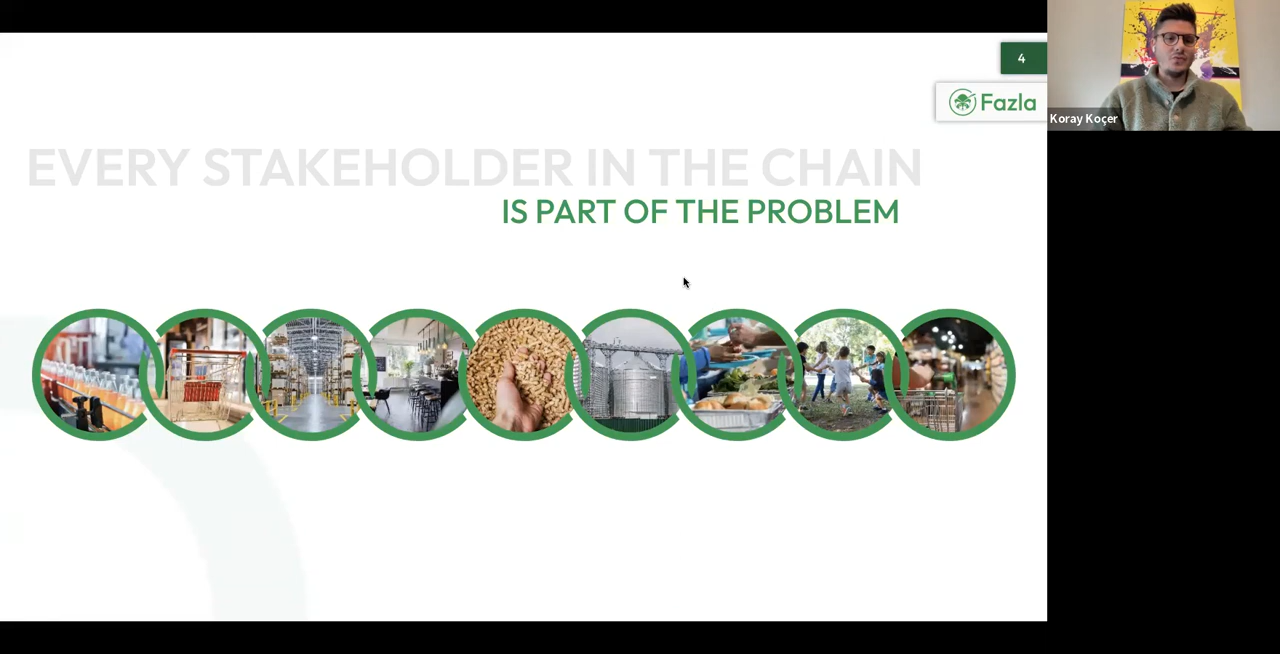 4
Fazla
Koray Koçer
EVERY STAKEHOLDER IN THE CHAIN
IS PART OF THE PROBLEM